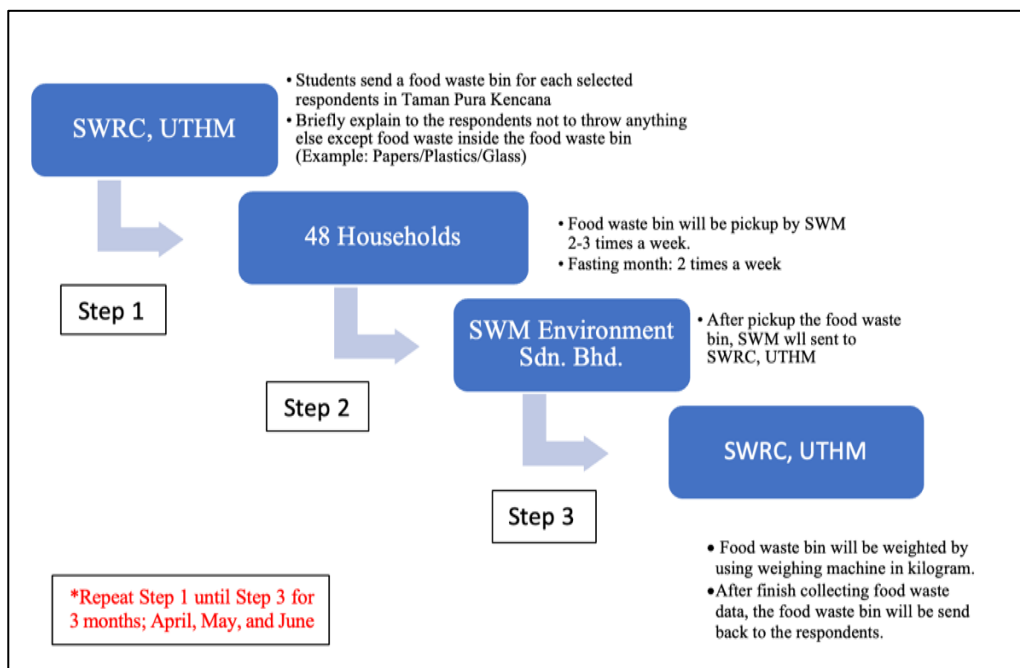 SWRC, UTHM
• Students send a food waste bin for each selected
respondents in Taman Pura Kencana
• Briefly explain to the respondents not to throw anything
else except food waste inside the food waste bin
(Example: Papers/Plastics/Glass)
Step 1
48 Households
• Food waste bin will be pickup by SWM
2-3 times a week.
• Fasting month: 2 times a week
Step 2
SWM Environment
Sdn. Bhd.
• After pickup the food waste
bin, SWM wll sent to
SWRC, UTHM
Step 3
SWRC, UTHM
• Food waste bin will be weighted by
using weighing machine in kilogram.
• After finish collecting food waste
data, the food waste bin will be send
back to the respondents.
*Repeat Step 1 until Step 3 for
3 months; April, May, and June